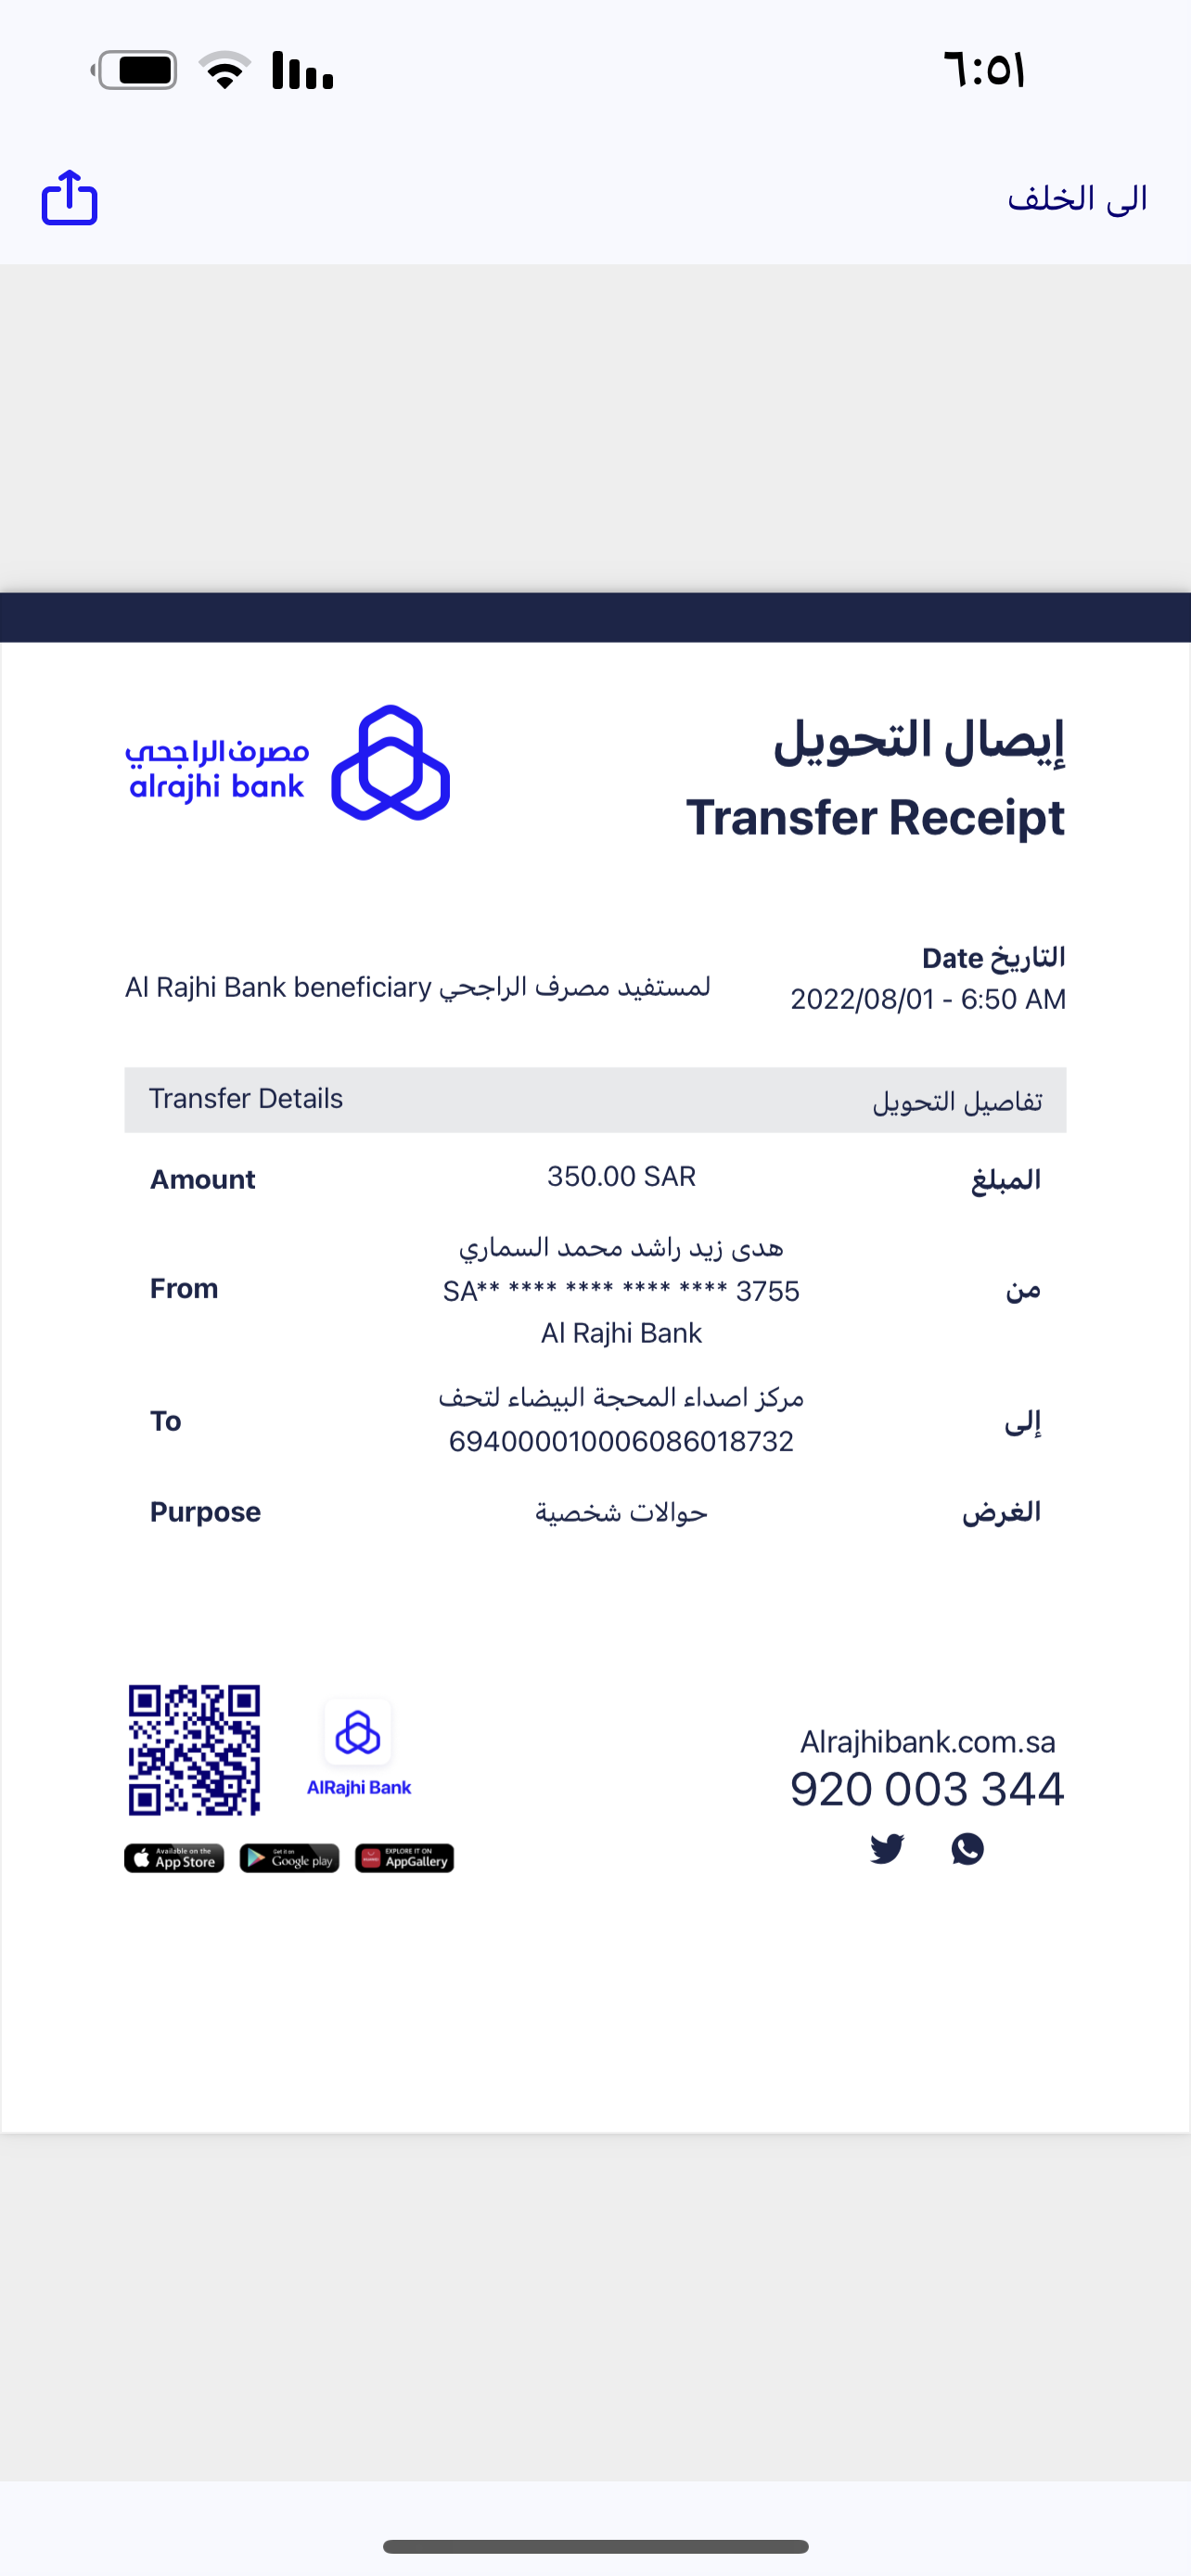 ٦:٥١
الى الخلف
إيصال التحويل
Transfer Receipt
مصرف الراجحي
alrajhi bank
التاريخ Date
2022/08/01 - 6:50 AM
لمستفيد مصرف الراجحي Al Rajhi Bank beneficiary
تفاصيل التحويل Transfer Details
المبلغ 350.00 SAR Amount
هدى زيد راشد محمد السماري
من SA** **** **** **** **** 3755 From
Al Rajhi Bank
مركز اصداء المحجة البيضاء لتحف
إلى 694000010006086018732 To
الغرض حوالات شخصية Purpose
Alrajhibank.com.sa
920 003 344
AlRajhi Bank
Available on the App Store
Get it on Google play
EXPLORE IT ON AppGallery